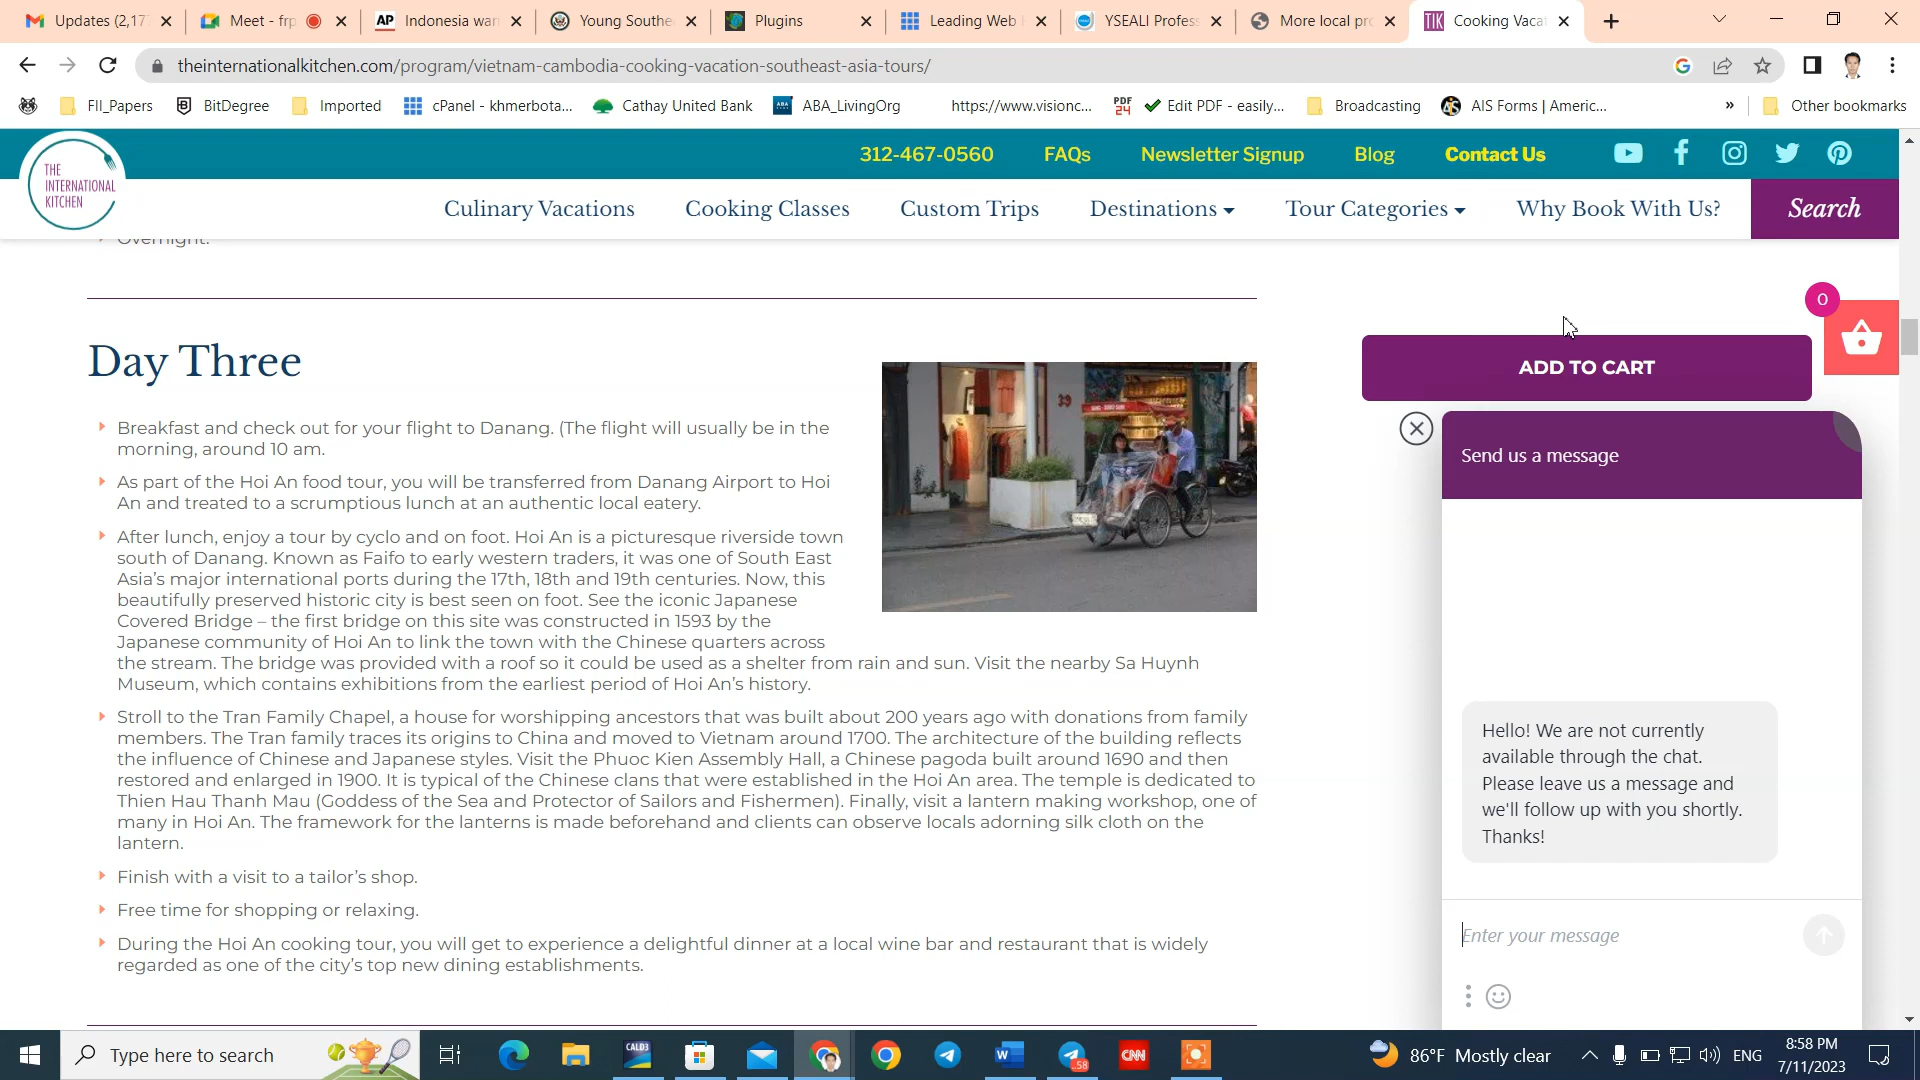 Updates (2,17
Meet - frp
AP Indonesia war
Young Southe
Plugins
Leading Web
YSEALI Profess
More local pro
TIK Cooking Vaca
theinternationalkitchen.com/program/vietnam-cambodia-cooking-vacation-southeast-asia-tours/
FII_Papers
BitDegree
Imported
cPanel - khmerbota...
Cathay United Bank
ABA_LivingOrg
https://www.visionc...
Edit PDF - easily...
Broadcasting
AIS Forms | Americ...
»
Other bookmarks
THE INTERNATIONAL KITCHEN
312-467-0560
FAQs
Newsletter Signup
Blog
Contact Us
Culinary Vacations
Cooking Classes
Custom Trips
Destinations
Tour Categories
Why Book With Us?
Search
Overnight.
Day Three
Breakfast and check out for your flight to Danang. (The flight will usually be in the
morning, around 10 am.
As part of the Hoi An food tour, you will be transferred from Danang Airport to Hoi
An and treated to a scrumptious lunch at an authentic local eatery.
After lunch, enjoy a tour by cyclo and on foot. Hoi An is a picturesque riverside town
south of Danang. Known as Faifo to early western traders, it was one of South East
Asia's major international ports during the 17th, 18th and 19th centuries. Now, this
beautifully preserved historic city is best seen on foot. See the iconic Japanese
Covered Bridge – the first bridge on this site was constructed in 1593 by the
Japanese community of Hoi An to link the town with the Chinese quarters across
the stream. The bridge was provided with a roof so it could be used as a shelter from rain and sun. Visit the nearby Sa Huynh
Museum, which contains exhibitions from the earliest period of Hoi An's history.
Stroll to the Tran Family Chapel, a house for worshipping ancestors that was built about 200 years ago with donations from family
members. The Tran family traces its origins to China and moved to Vietnam around 1700. The architecture of the building reflects
the influence of Chinese and Japanese styles. Visit the Phuoc Kien Assembly Hall, a Chinese pagoda built around 1690 and then
restored and enlarged in 1900. It is typical of the Chinese clans that were established in the Hoi An area. The temple is dedicated to
Thien Hau Thanh Mau (Goddess of the Sea and Protector of Sailors and Fishermen). Finally, visit a lantern making workshop, one of
many in Hoi An. The framework for the lanterns is made beforehand and clients can observe locals adorning silk cloth on the
lantern.
Finish with a visit to a tailor's shop.
Free time for shopping or relaxing.
During the Hoi An cooking tour, you will get to experience a delightful dinner at a local wine bar and restaurant that is widely
regarded as one of the city's top new dining establishments.
39
0
ADD TO CART
Send us a message
Hello! We are not currently
available through the chat.
Please leave us a message and
we'll follow up with you shortly.
Thanks!
Enter your message
Type here to search
CALD3
58
CNN
86°F Mostly clear
ENG
8:58 PM
7/11/2023